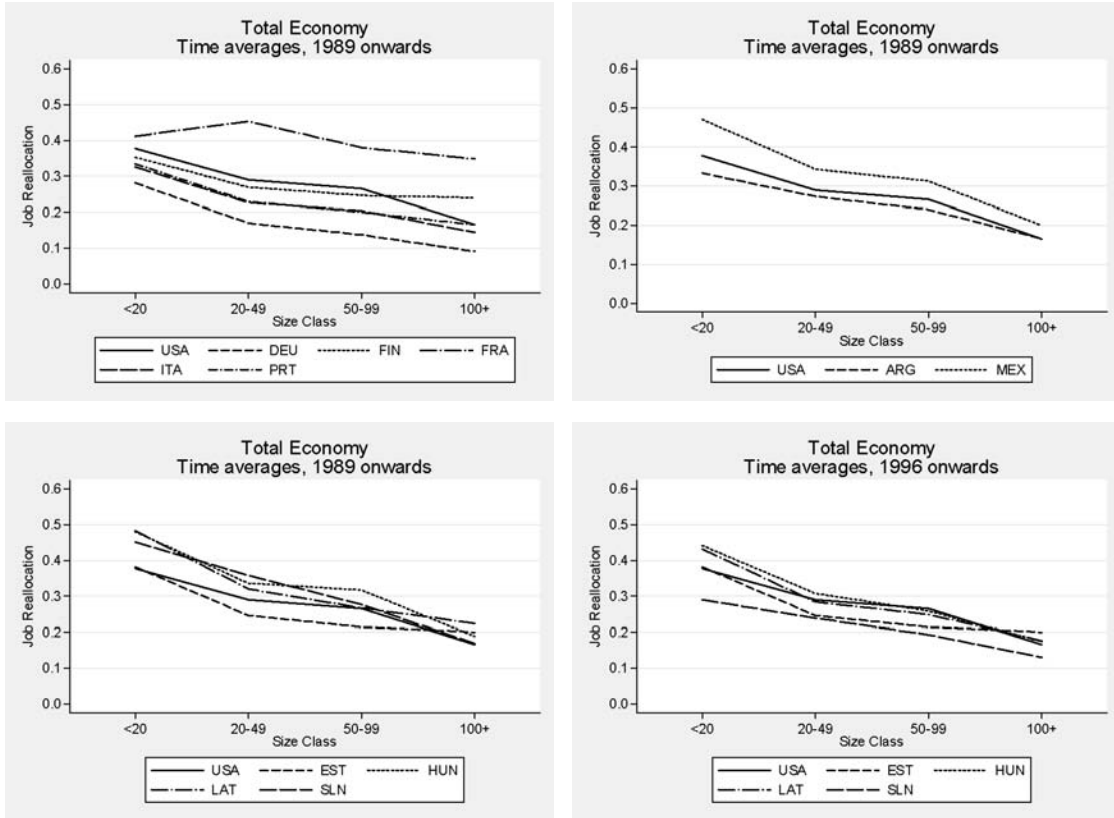 Total Economy
Time averages, 1989 onwards
Job Reallocation
0.6
0.5
0.4
0.3
0.2
0.1
0.0
<20
20-49
50-99
100+
Size Class
USA DEU FIN FRA
ITA PRT
Total Economy
Time averages, 1989 onwards
Job Reallocation
0.6
0.5
0.4
0.3
0.2
0.1
0.0
<20
20-49
50-99
100+
Size Class
USA ARG MEX
Total Economy
Time averages, 1989 onwards
Job Reallocation
0.6
0.5
0.4
0.3
0.2
0.1
0.0
<20
20-49
50-99
100+
Size Class
USA EST HUN
LAT SLN
Total Economy
Time averages, 1996 onwards
Job Reallocation
0.6
0.5
0.4
0.3
0.2
0.1
0.0
<20
20-49
50-99
100+
Size Class
USA EST HUN
LAT SLN